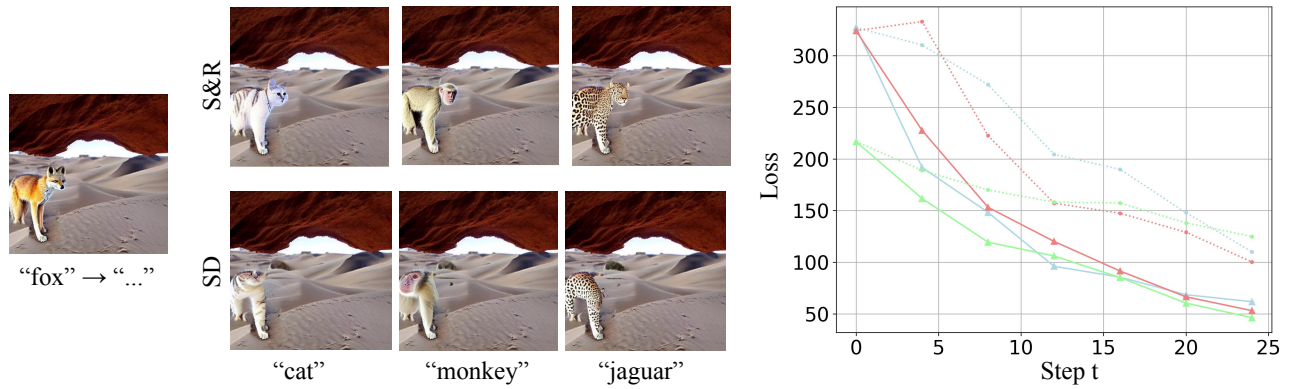 “fox” → “...”
S&R
SD
“cat”
“monkey”
“jaguar”
Loss
300
250
200
150
100
50
0
5
10
15
20
25
Step t